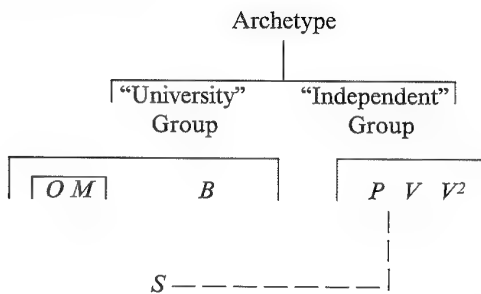 Archetype
“University” “Independent”
Group Group
O M B P V V²
S